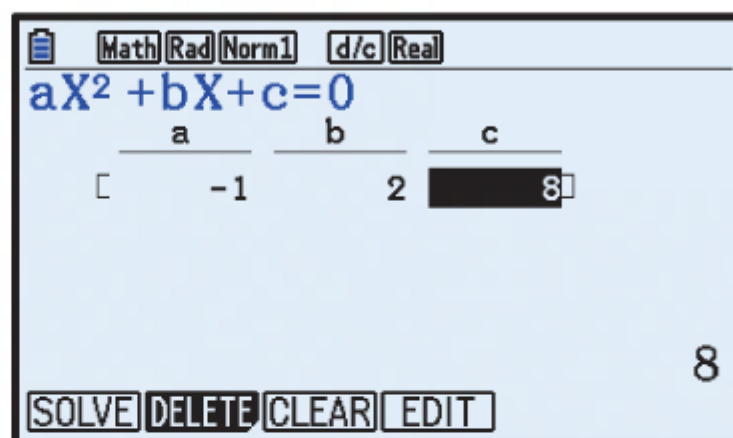 Math Rad Norm1 d/c Real
aX² +bX+c=0
a b c
[ -1 2 8]
8
SOLVE DELETE CLEAR EDIT